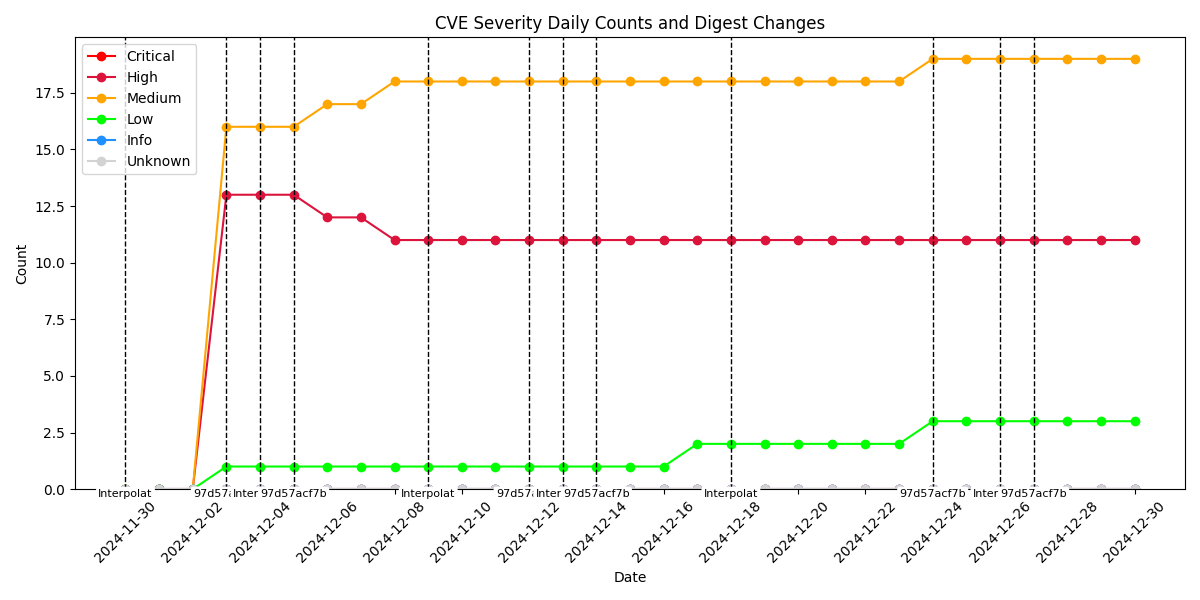 CVE Severity Daily Counts and Digest Changes
Critical
High
Medium
Low
Info
Unknown
Count
17.5
15.0
12.5
10.0
7.5
5.0
2.5
0.0
Interpolat
97d57
Inter
97d57acf7b
Interpolat
97d57
Inter
97d57acf7b
Interpolat
97d57acf7b
Inter
97d57acf7b
2024-11-30
2024-12-02
2024-12-04
2024-12-06
2024-12-08
2024-12-10
2024-12-12
2024-12-14
2024-12-16
2024-12-18
2024-12-20
2024-12-22
2024-12-24
2024-12-26
2024-12-28
2024-12-30
Date